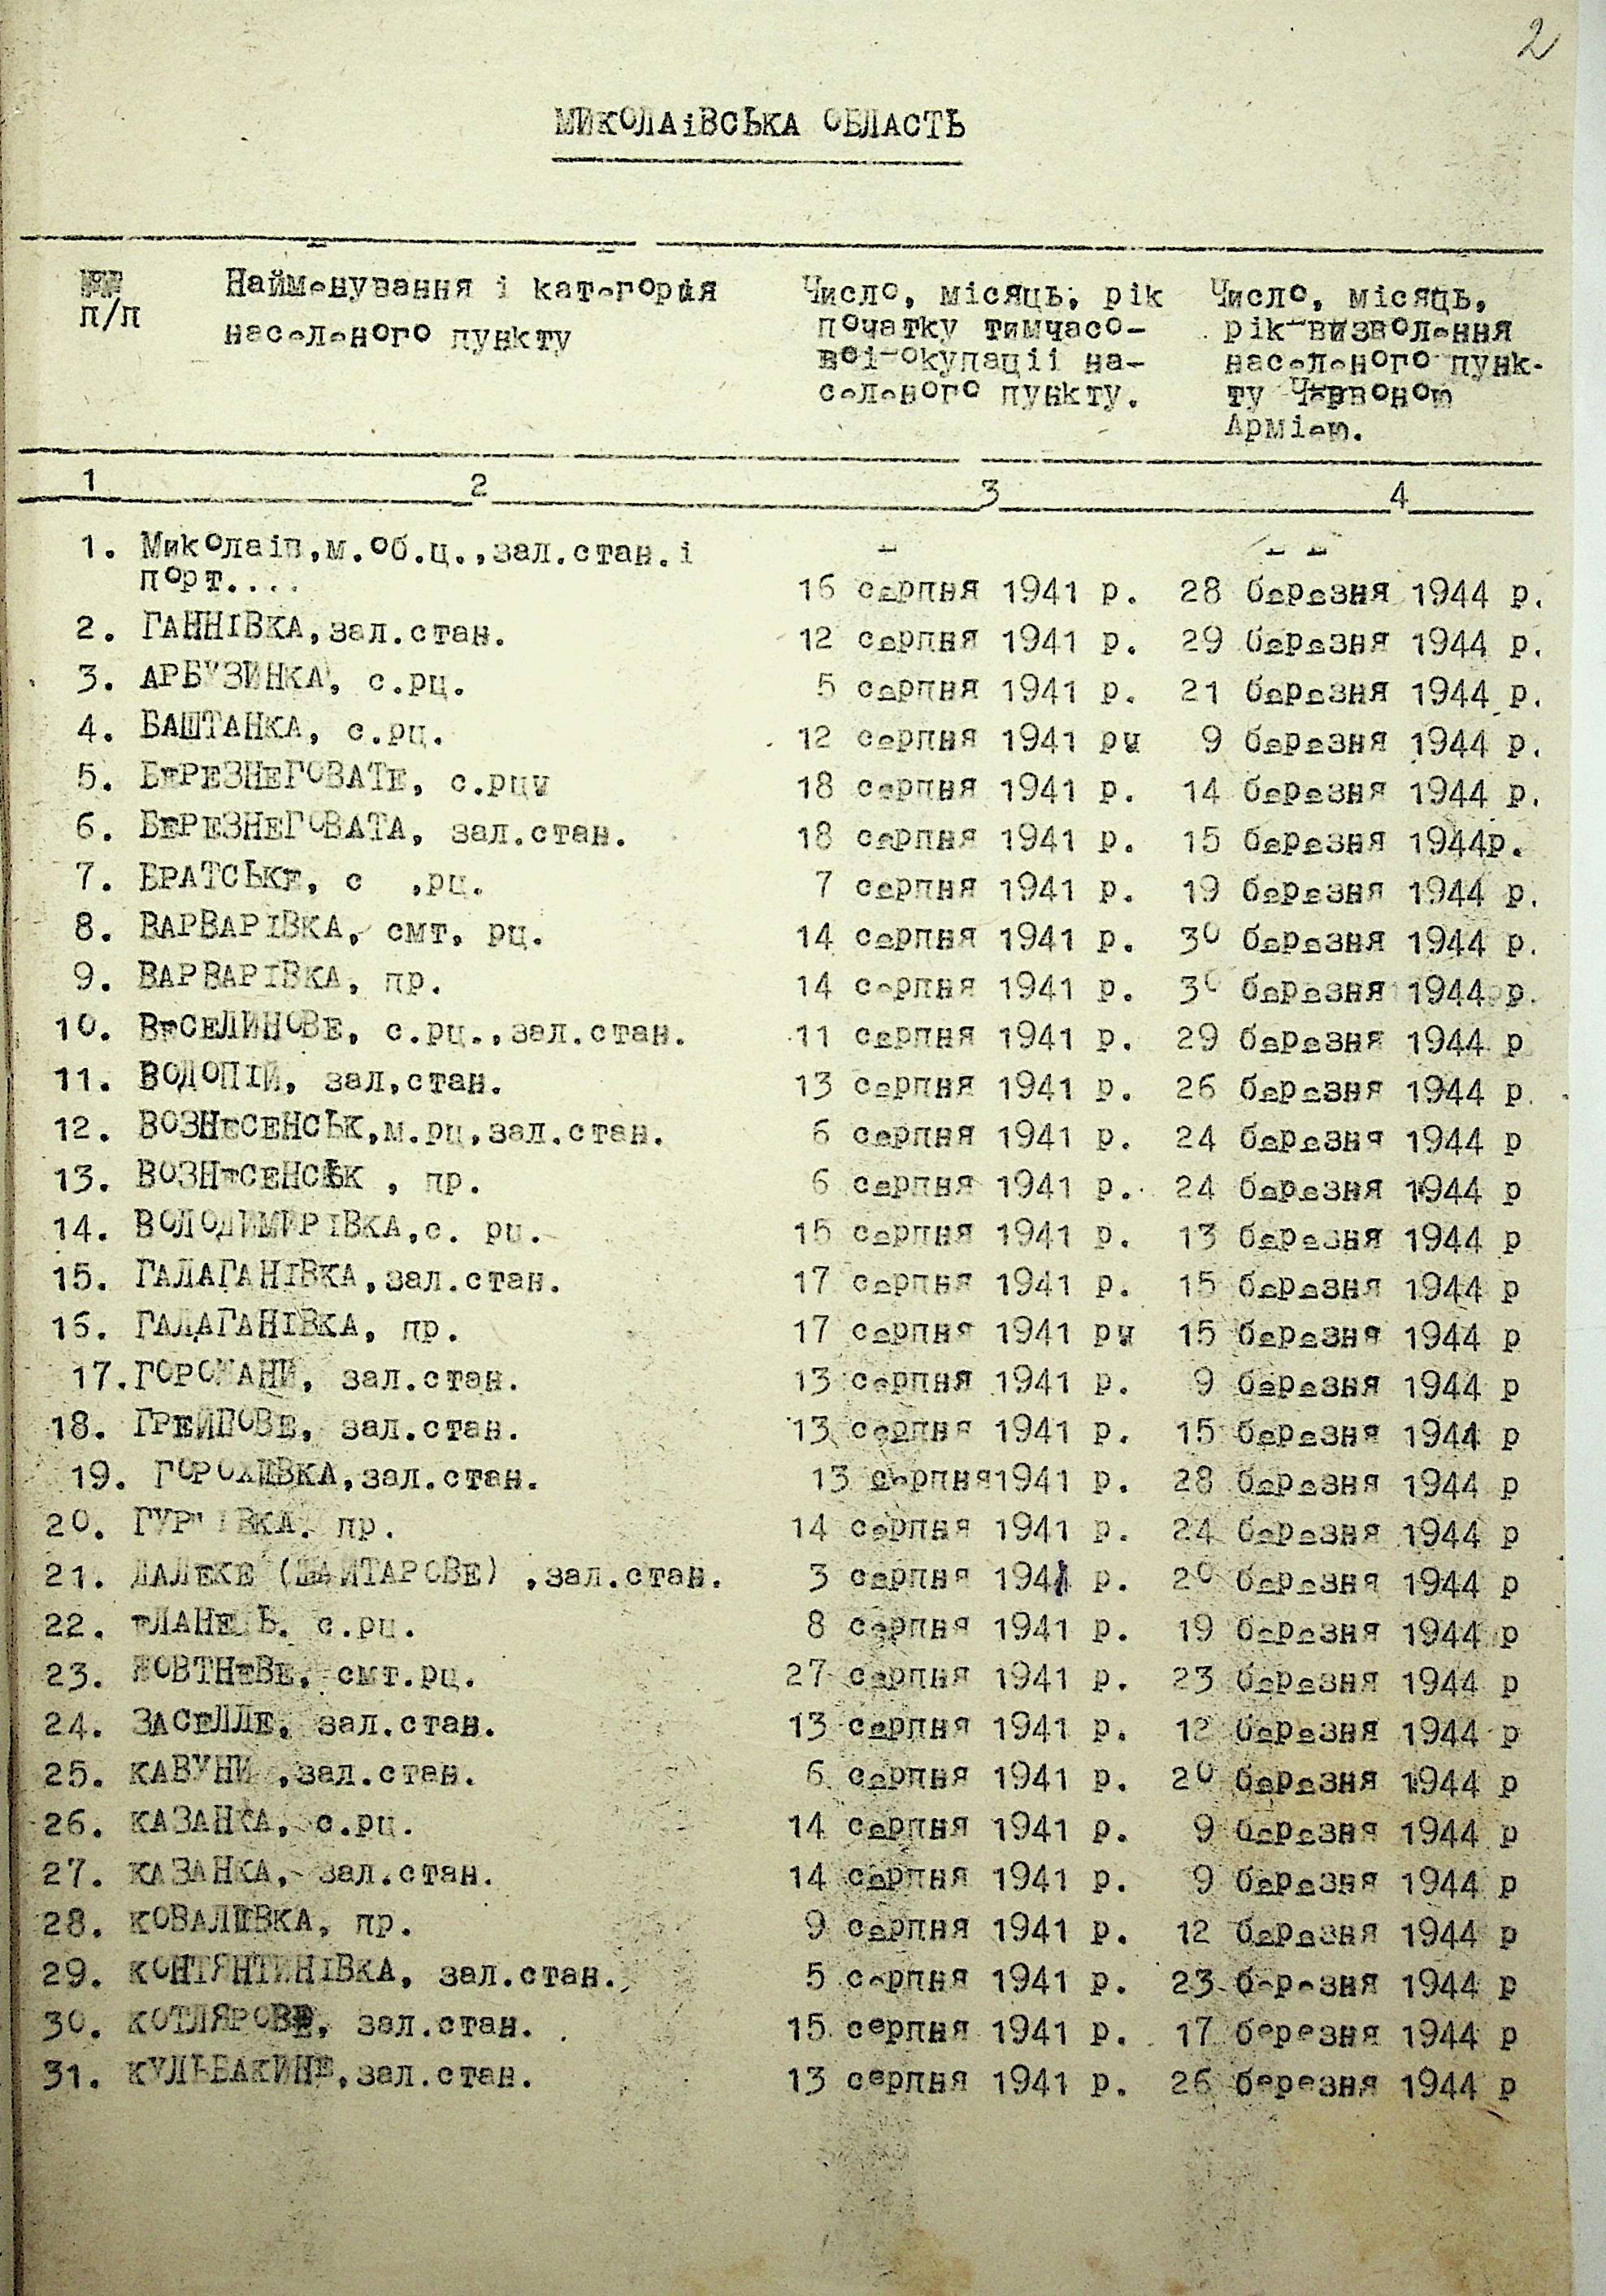 2
МИКОЛАіВСЬКА ОБЛАСТЬ
№№ п/п Найменування і категорія населеного пункту Число, місяць, рік початку тимчасо- воі окупаціі на- селеного пункту. Число, місяць, рік визволення населеного пунк- ту Червоною Армією.
1 2 3 4
1. Миколаів,м.об.ц.,зал.стан.і
порт.... 16 серпня 1941 р. 28 березня 1944 р.
2. ГАННІВКА,зал.стан. 12 серпня 1941 р. 29 березня 1944 р.
3. АРБУЗИНКА, с.рц. 5 серпня 1941 р. 21 березня 1944 р.
4. БАШТАНКА, с.рц. 12 серпня 1941 рч 9 березня 1944 р.
5. БЕРЕЗНЕГОВАТЕ, с.рцч 18 серпня 1941 р. 14 березня 1944 р.
6. БЕРЕЗНЕГОВАТА, зал.стан. 18 серпня 1941 р. 15 березня 1944р.
7. БРАТСЬКЕ, с ,рц. 7 серпня 1941 р. 19 березня 1944 р.
8. ВАРВАРІВКА, смт, рц. 14 серпня 1941 р. 30 березня 1944 р.
9. ВАРВАРІВКА, пр. 14 серпня 1941 р. 30 березня 1944 р.
10. ВЕСЕЛИНОВЕ, с.рц.,зал.стан. 11 серпня 1941 р. 29 березня 1944 р
11. ВОДОПІЙ, зал,стан. 13 серпня 1941 р. 26 березня 1944 р.
12. ВОЗНЕСЕНСЬК,м.рц,зал.стан. 6 серпня 1941 р. 24 березня 1944 р
13. ВОЗНЕСЕНСЬК , пр. 6 серпня 1941 р. 24 березня 1944 р
14. ВОЛОДИМИРІВКА,с. рц. 15 серпня 1941 р. 13 березня 1944 р
15. ГАЛАГАНІВКА,зал.стан. 17 серпня 1941 р. 15 березня 1944 р
16. ГАЛАГАНІВКА, пр. 17 серпня 1941 рч 15 березня 1944 р
17.ГОРОЖАНИ, зал.стан. 13 серпня 1941 р. 9 березня 1944 р
18. ГРЕЙГОВЕ, зал.стан. 13 серпня 1941 р. 15 березня 1944 р
19. ГОРОХІВКА,зал.стан. 13 серпня1941 р. 28 березня 1944 р
20. пр. 14 серпня 1941 р. 24 березня 1944 р
21. ДАЛЕКЕ (ШАЙТАРОВЕ) ,зал.стан. 3 серпня 1941 р. 20 березня 1944 р
22. ЕЛАНЕЦЬ. с.рц. 8 серпня 1941 р. 19 березня 1944 р
23. ЖОВТНЕВЕ, смт.рц. 27 серпня 1941 р. 23 березня 1944 р
24. ЗАСЕЛЛЕ, зал.стан. 13 серпня 1941 р. 12 березня 1944 р
25. КАВУНИ ,зал.стан. 6 серпня 1941 р. 20 березня 1944 р
26. КАЗАНКА, с.рц. 14 серпня 1941 р. 9 березня 1944 р
27. КАЗАНКА, зал.стан. 14 серпня 1941 р. 9 березня 1944 р
28. КОВАЛІВКА, пр. 9 серпня 1941 р. 12 березня 1944 р
29. КОНТЯНТИНІВКА, зал.стан. 5 серпня 1941 р. 23 березня 1944 р
30. КОТЛЯРОВЕ, зал.стан. 15 серпня 1941 р. 17 березня 1944 р
31. КУЛЬБАКИНЕ,зал.стан. 13 серпня 1941 р. 26 березня 1944 р